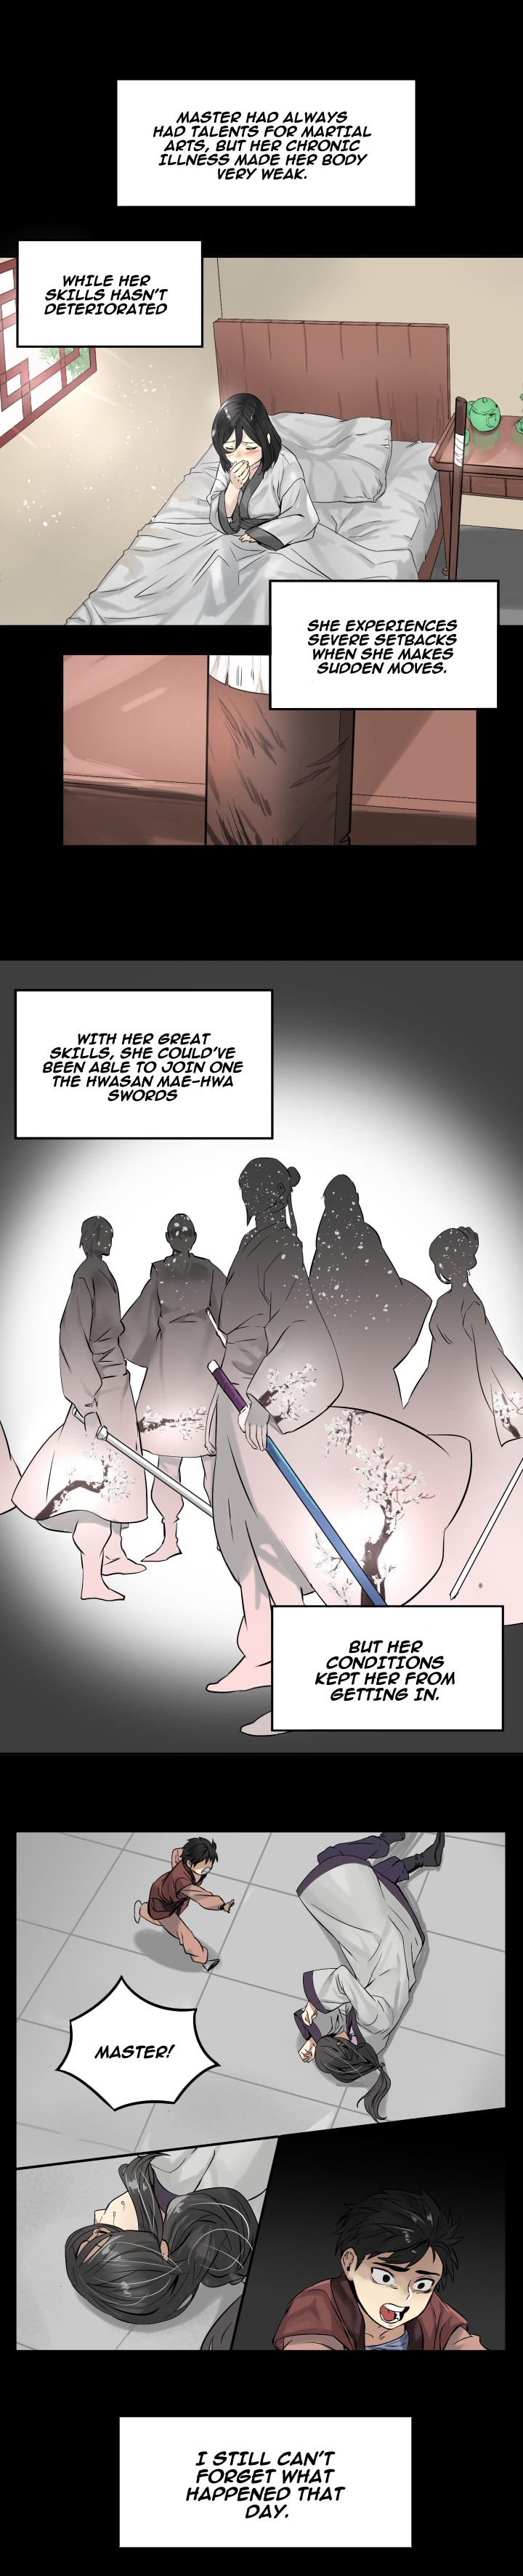 MASTER HAD ALWAYS
HAD TALENTS FOR MARTIAL
ARTS, BUT HER CHRONIC
ILLNESS MADE HER BODY
VERY WEAK.
WHILE HER
SKILLS HASN'T
DETERIORATED
SHE EXPERIENCES
SEVERE SETBACKS
WHEN SHE MAKES
SUDDEN MOVES.
WITH HER GREAT
SKILLS, SHE COULD'VE
BEEN ABLE TO JOIN ONE
THE HWASAN MAE-HWA
SWORDS
BUT HER
CONDITIONS
KEPT HER FROM
GETTING IN.
MASTER!
I STILL CAN'T
FORGET WHAT
HAPPENED THAT
DAY.